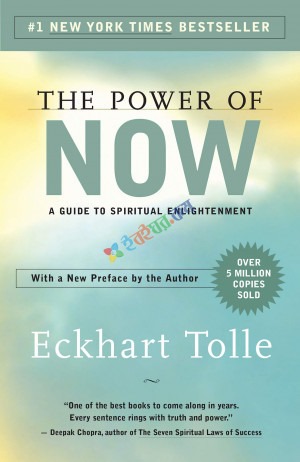 #1 NEW YORK TIMES BESTSELLER
THE POWER OF
NOW
A GUIDE TO SPIRITUAL ENLIGHTENMENT
With a New Preface by the Author
OVER
5 MILLION
COPIES
SOLD
Eckhart Tolle
"One of the best books to come along in years.
Every sentence rings with truth and power."
— Deepak Chopra, author of The Seven Spiritual Laws of Success